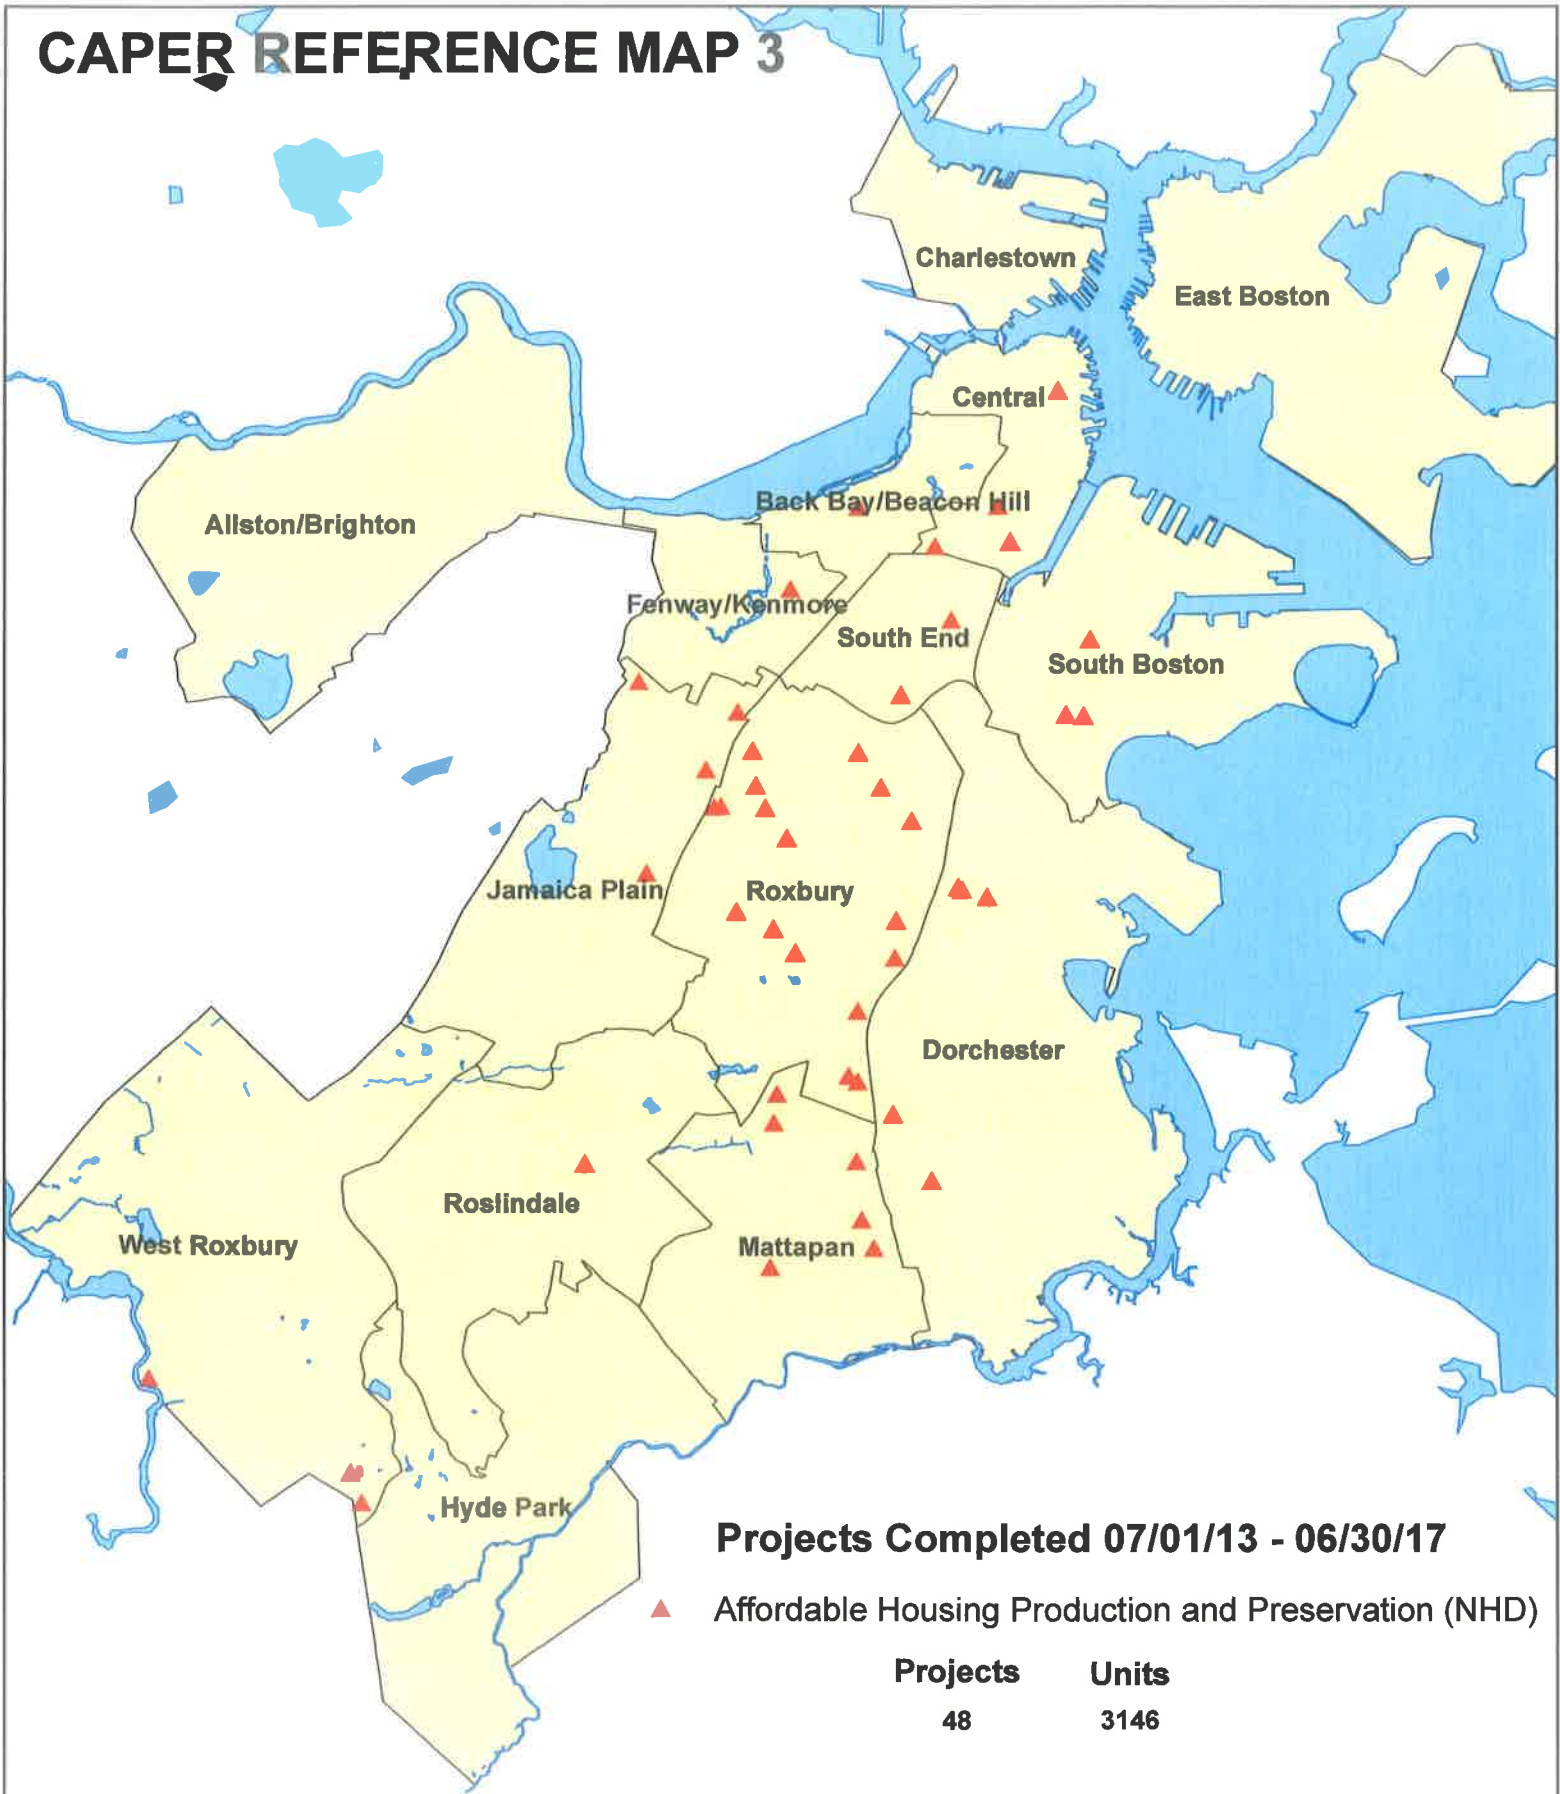 CAPER REFERENCE MAP 3
Charlestown
East Boston
Central
Back Bay/Beacon Hill
Allston/Brighton
Fenway/Kenmore
South End
South Boston
Jamaica Plain
Roxbury
Dorchester
Roslindale
West Roxbury
Mattapan
Hyde Park
Projects Completed 07/01/13 - 06/30/17
Affordable Housing Production and Preservation (NHD)
Projects Units
48 3146